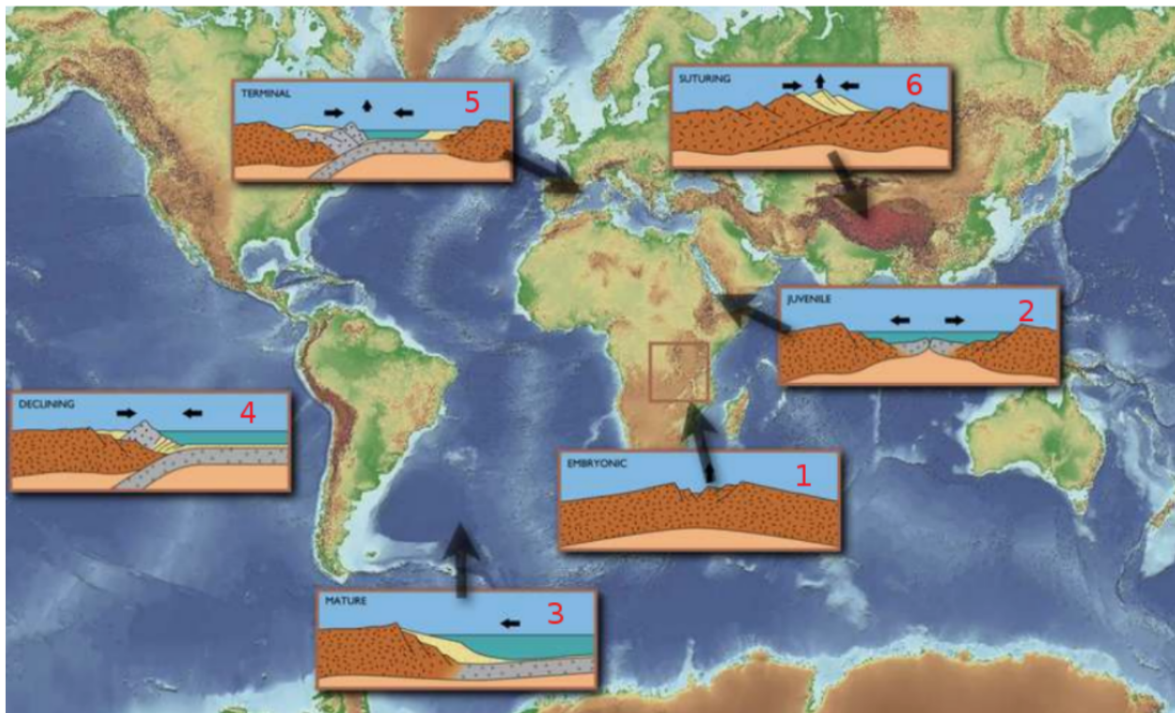 TERMINAL 5
SUTURING 6
JUVENILE 2
DECLINING 4
EMBRYONIC 1
MATURE 3